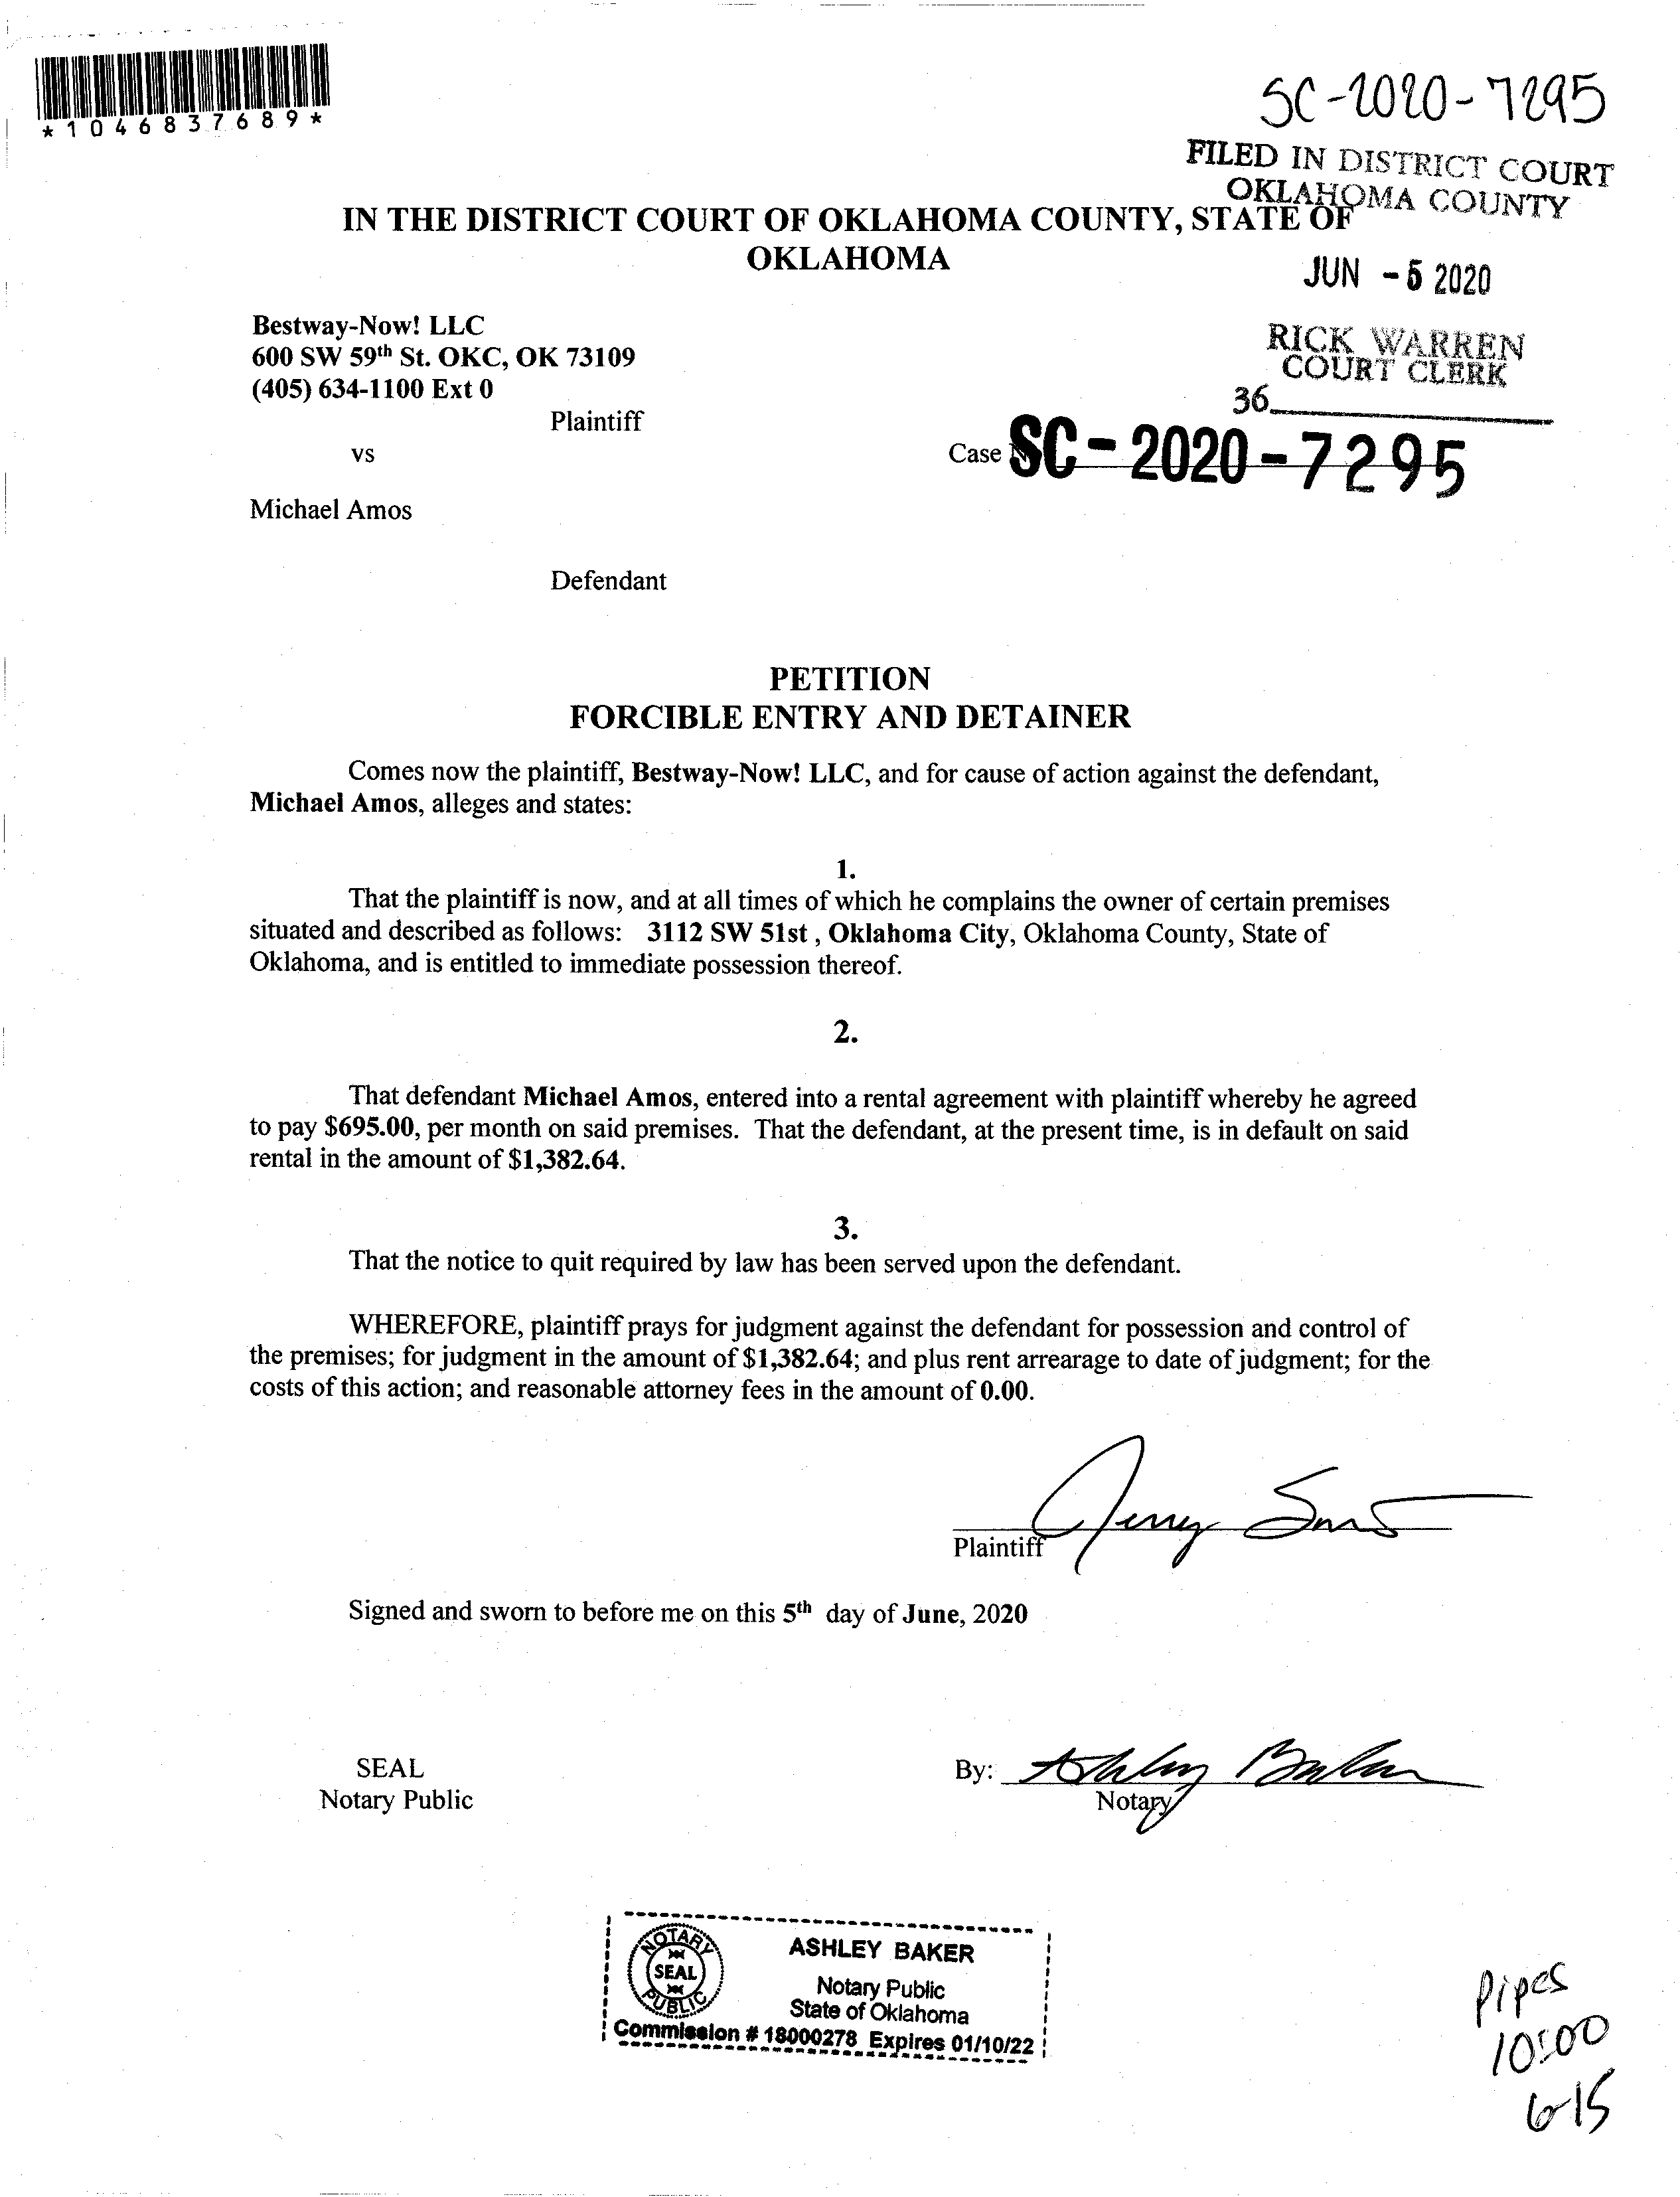 *1046837689*
SC-2020-7295
FILED IN DISTRICT COURT
OKLAHOMA COUNTY
IN THE DISTRICT COURT OF OKLAHOMA COUNTY, STATE OF
OKLAHOMA
JUN -5 2020
Bestway-Now! LLC
600 SW 59th St. OKC, OK 73109
(405) 634-1100 Ext 0
RICK WARREN
COURT CLERK
36
Plaintiff
vs
Case SC-2020-7295
Michael Amos
Defendant
PETITION
FORCIBLE ENTRY AND DETAINER
Comes now the plaintiff, Bestway-Now! LLC, and for cause of action against the defendant,
Michael Amos, alleges and states:
1.
That the plaintiff is now, and at all times of which he complains the owner of certain premises
situated and described as follows: 3112 SW 51st , Oklahoma City, Oklahoma County, State of
Oklahoma, and is entitled to immediate possession thereof.
2.
That defendant Michael Amos, entered into a rental agreement with plaintiff whereby he agreed
to pay $695.00, per month on said premises. That the defendant, at the present time, is in default on said
rental in the amount of $1,382.64.
3.
That the notice to quit required by law has been served upon the defendant.
WHEREFORE, plaintiff prays for judgment against the defendant for possession and control of
the premises; for judgment in the amount of $1,382.64; and plus rent arrearage to date of judgment; for the
costs of this action; and reasonable attorney fees in the amount of 0.00.
Jerry
Plaintiff
Signed and sworn to before me on this 5th day of June, 2020
SEAL
Notary Public
By: Ashley Baker
Notary
NOTARY
SEAL
PUBLIC
ASHLEY BAKER
Notary Public
State of Oklahoma
Commission # 18000278 Expires 01/10/22
Pipes
10:00
6-15